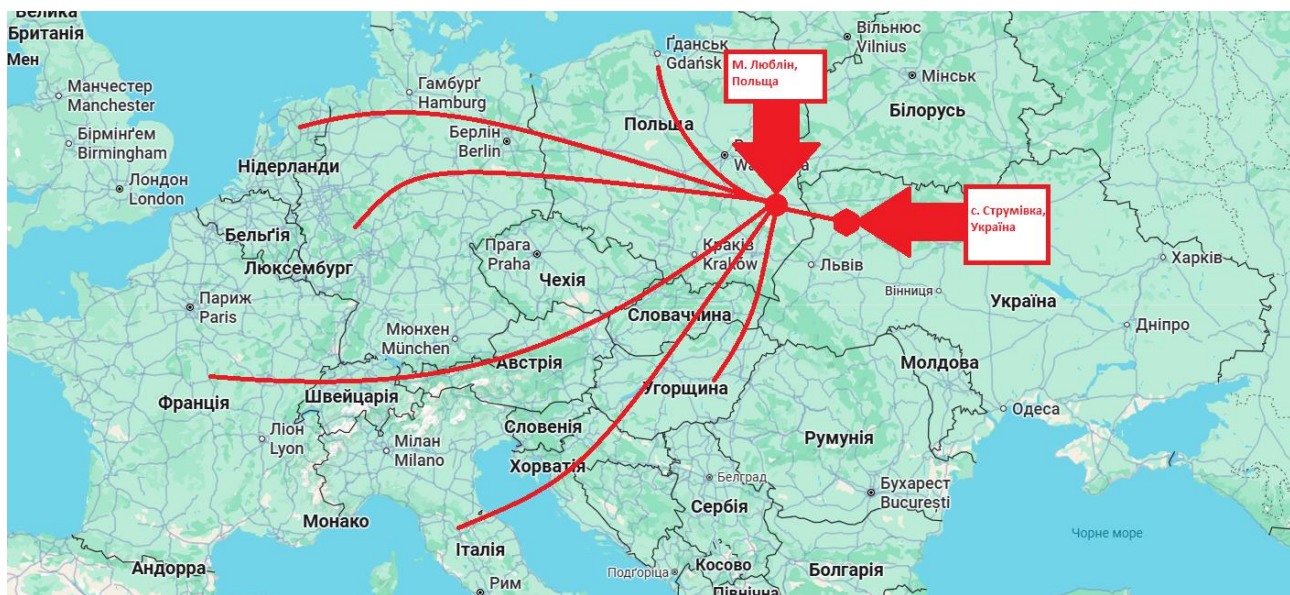 Велика
Британія
Мен
Манчестер
Manchester
Бірмінгем
Birmingham
Лондон
London
Нідерланди
Бельгія
Люксембург
Париж
Paris
Франція
Ліон
Lyon
Андорра
Гамбург
Hamburg
Берлін
Berlin
Прага
Praha
Чехія
Мюнхен
München
Австрія
Швейцарія
Мілан
Milano
Монако
Італія
Рим
Словенія
Хорватія
Ґданськ
Gdańsk
Польща
М. Люблін,
Польща
Краків
Kraków
Словаччина
Угорщина
Белград
Сербія
Подґоріца
Косово
Північна
Вільнюс
Vilnius
Мінськ
Білорусь
с. Струмівка,
Україна
Львів
Вінниця
Україна
Харків
Дніпро
Молдова
Одеса
Румунія
Бухарест
București
Болгарія
Чорне море